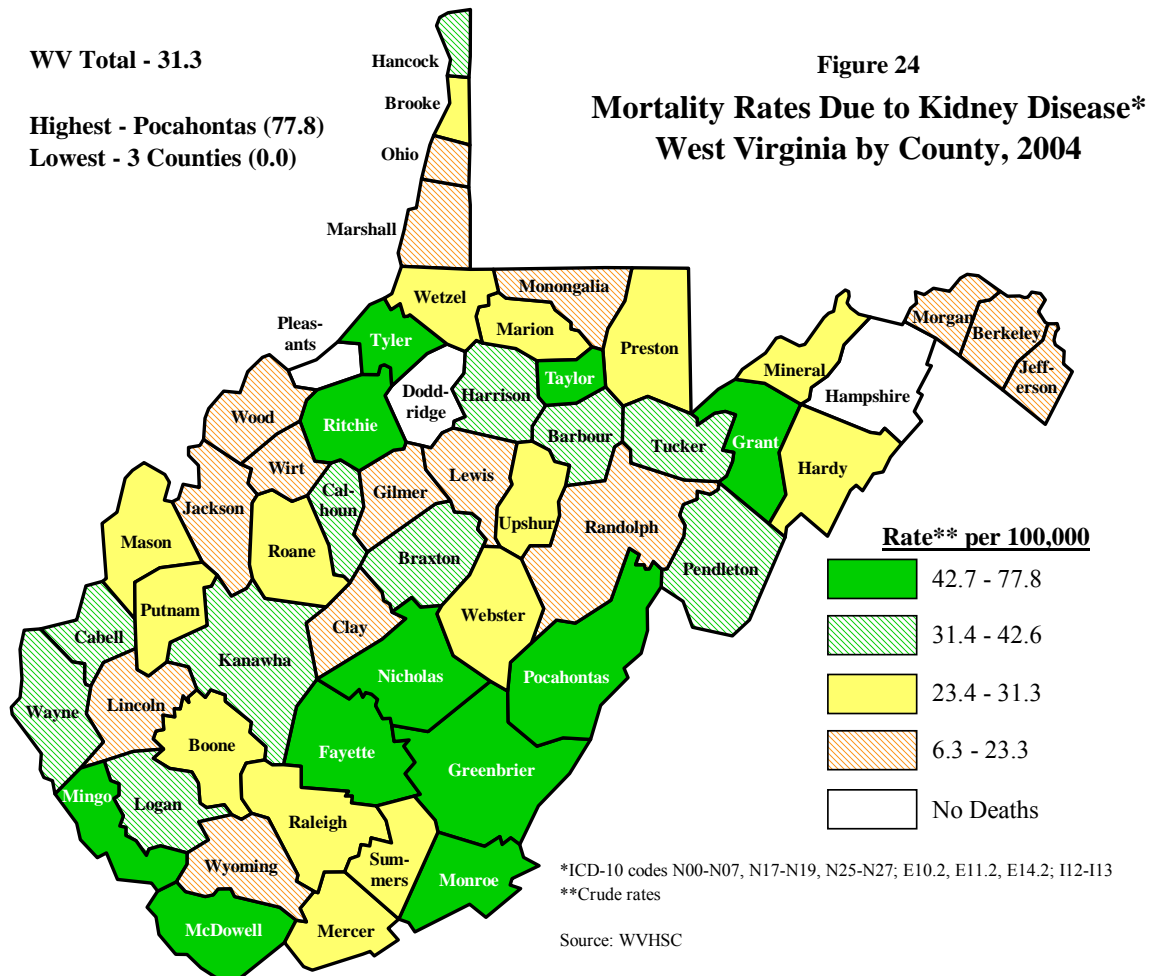 WV Total - 31.3
Highest - Pocahontas (77.8)
Lowest - 3 Counties (0.0)
Figure 24
Mortality Rates Due to Kidney Disease*
West Virginia by County, 2004
Hancock
Brooke
Ohio
Marshall
Wetzel
Monongalia
Marion
Preston
Pleas-
ants
Tyler
Taylor
Dodd-
ridge
Harrison
Morgan
Berkeley
Jeff-
erson
Mineral
Hampshire
Wood
Ritchie
Barbour
Tucker
Grant
Hardy
Wirt
Lewis
Jackson
Cal-
houn
Gilmer
Upshur
Randolph
Mason
Roane
Braxton
Pendleton
Putnam
Webster
Cabell
Clay
Kanawha
Nicholas
Pocahontas
Wayne
Lincoln
Boone
Fayette
Greenbrier
Mingo
Logan
Raleigh
Wyoming
Sum-
mers
Monroe
McDowell
Mercer
Rate** per 100,000
42.7 - 77.8
31.4 - 42.6
23.4 - 31.3
6.3 - 23.3
No Deaths
*ICD-10 codes N00-N07, N17-N19, N25-N27; E10.2, E11.2, E14.2; I12-I13
**Crude rates
Source: WVHSC